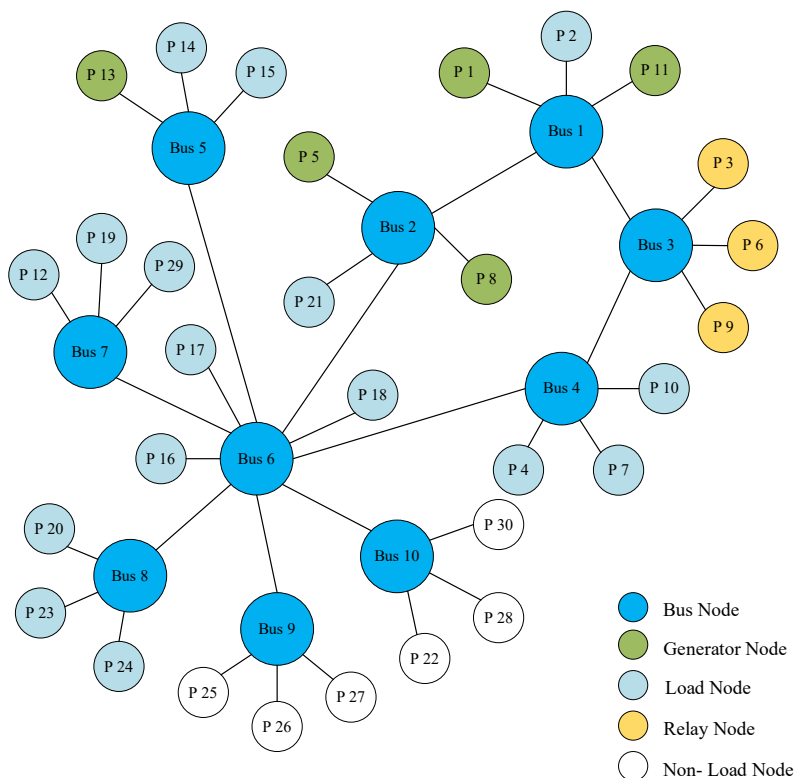 P 14
P 2
P 13
P 15
P 1
P 11
Bus 1
Bus 5
P 5
P 3
Bus 2
Bus 3
P 6
P 19
P 12
P 29
P 8
P 21
P 9
Bus 7
P 17
P 18
Bus 4
P 10
P 16
Bus 6
P 4
P 7
P 20
P 30
Bus 10
Bus 8
P 23
P 28
Bus 9
P 24
P 22
P 25
P 27
P 26
Bus Node
Generator Node
Load Node
Relay Node
Non- Load Node